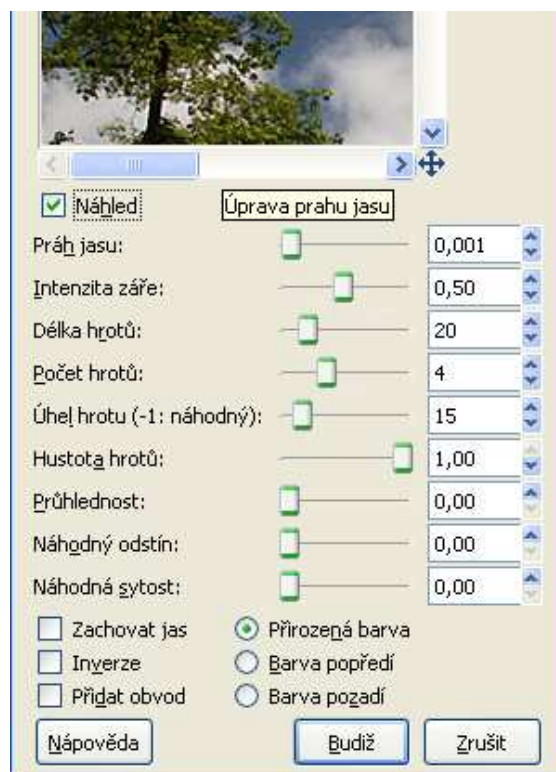 Náhled Úprava prahu jasu
Práh jasu: 0,001
Intenzita záře: 0,50
Délka hrotů: 20
Počet hrotů: 4
Úhel hrotu (-1: náhodný): 15
Hustota hrotů: 1,00
Průhlednost: 0,00
Náhodný odstín: 0,00
Náhodná sytost: 0,00
Zachovat jas Přirozená barva
Inverze Barva popředí
Přidat obvod Barva pozadí
Nápověda Budiž Zrušit